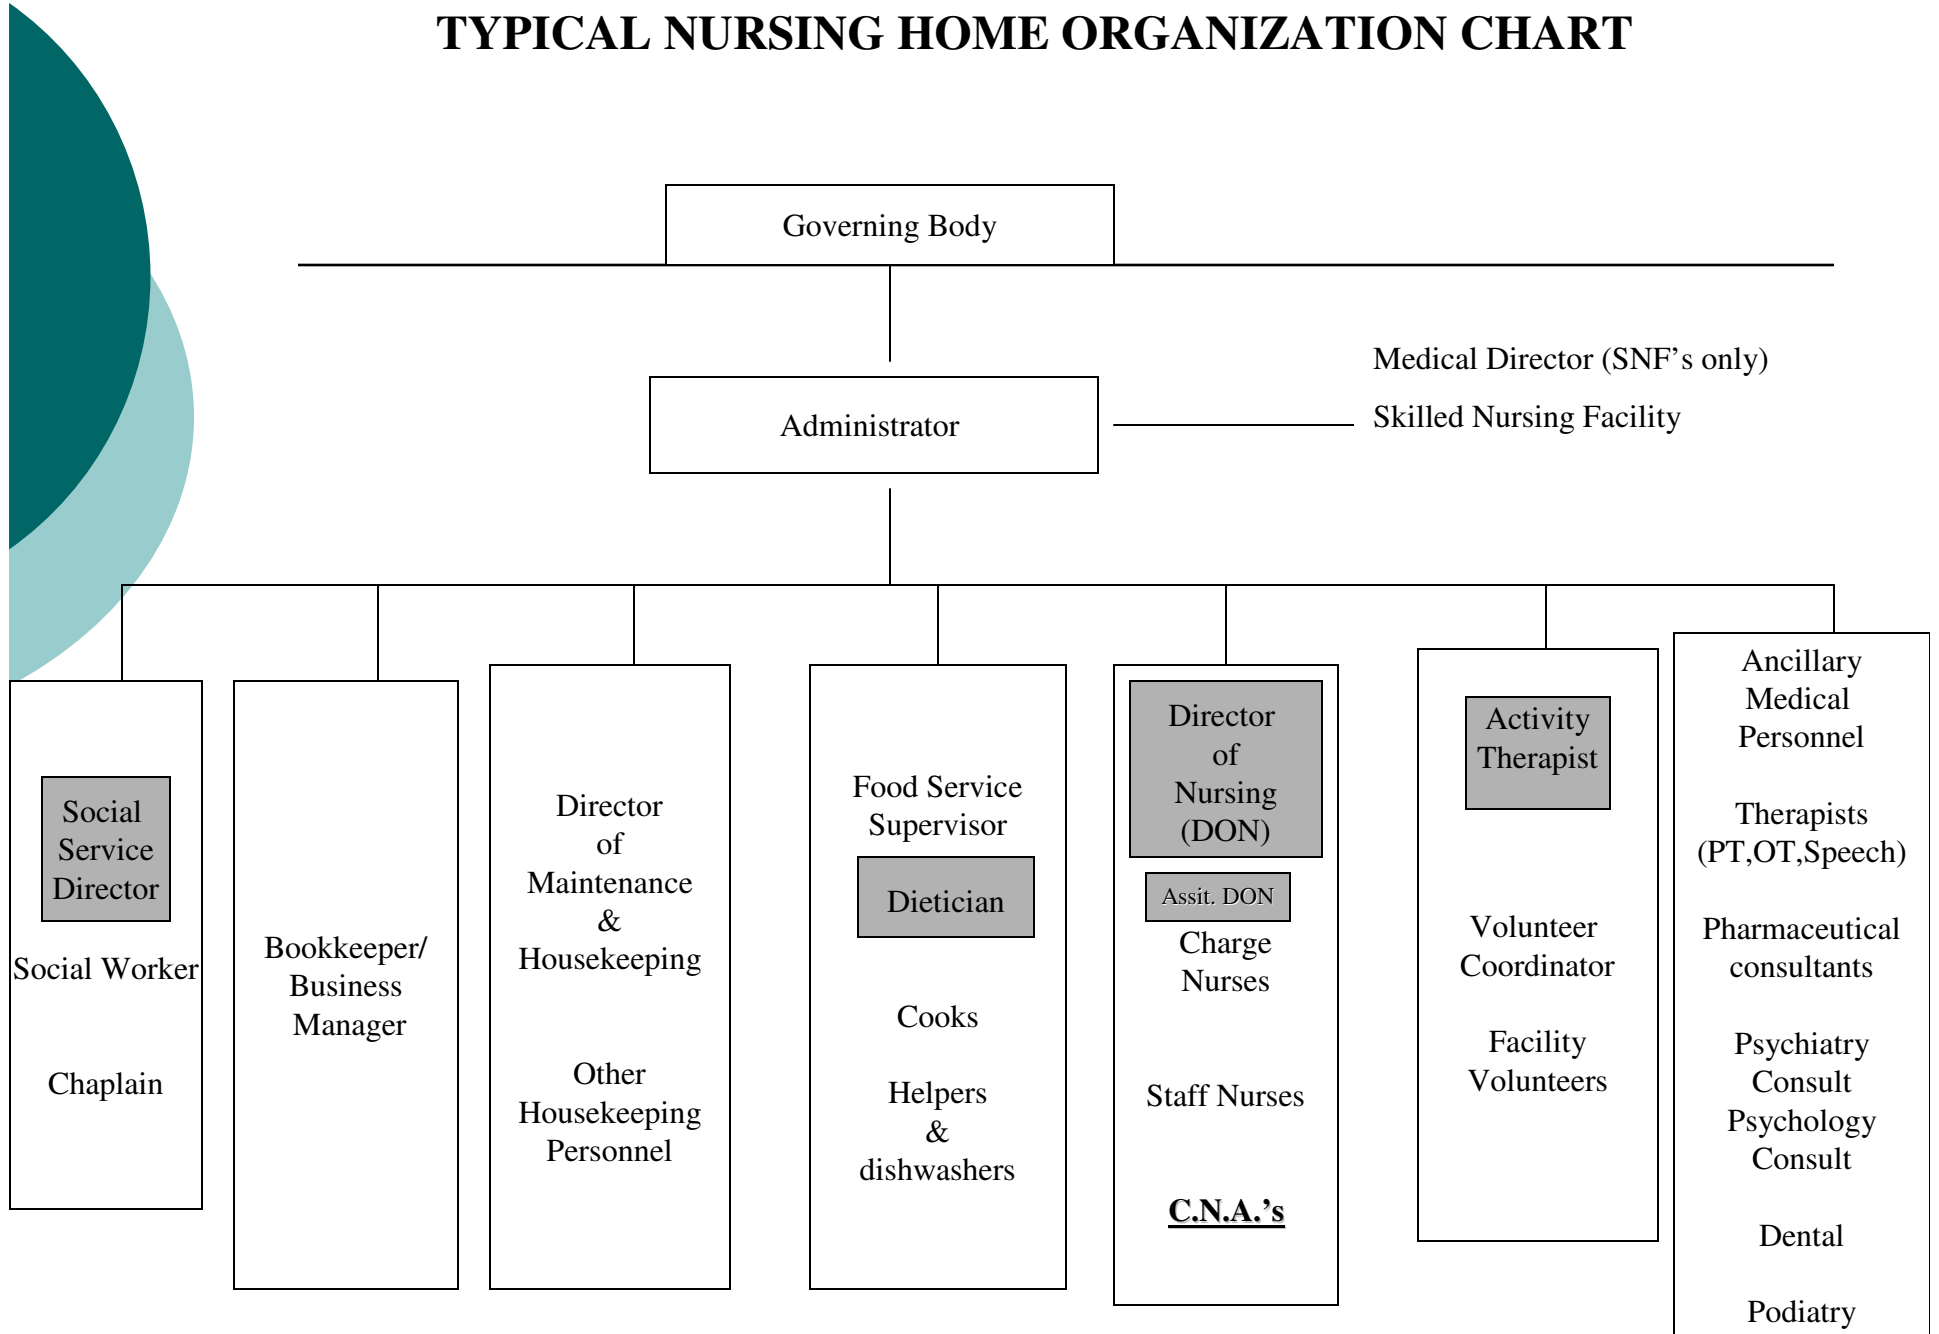 TYPICAL NURSING HOME ORGANIZATION CHART
Governing Body
Administrator
Medical Director (SNF’s only)
Skilled Nursing Facility
Social
Service
Director
Social Worker
Chaplain
Bookkeeper/
Business
Manager
Director
of
Maintenance
&
Housekeeping
Other
Housekeeping
Personnel
Food Service
Supervisor
Dietician
Cooks
Helpers
&
dishwashers
Director
of
Nursing
(DON)
Assit. DON
Charge
Nurses
Staff Nurses
C.N.A.’s
Activity
Therapist
Volunteer
Coordinator
Facility
Volunteers
Ancillary
Medical
Personnel
Therapists
(PT,OT,Speech)
Pharmaceutical
consultants
Psychiatry
Consult
Psychology
Consult
Dental
Podiatry